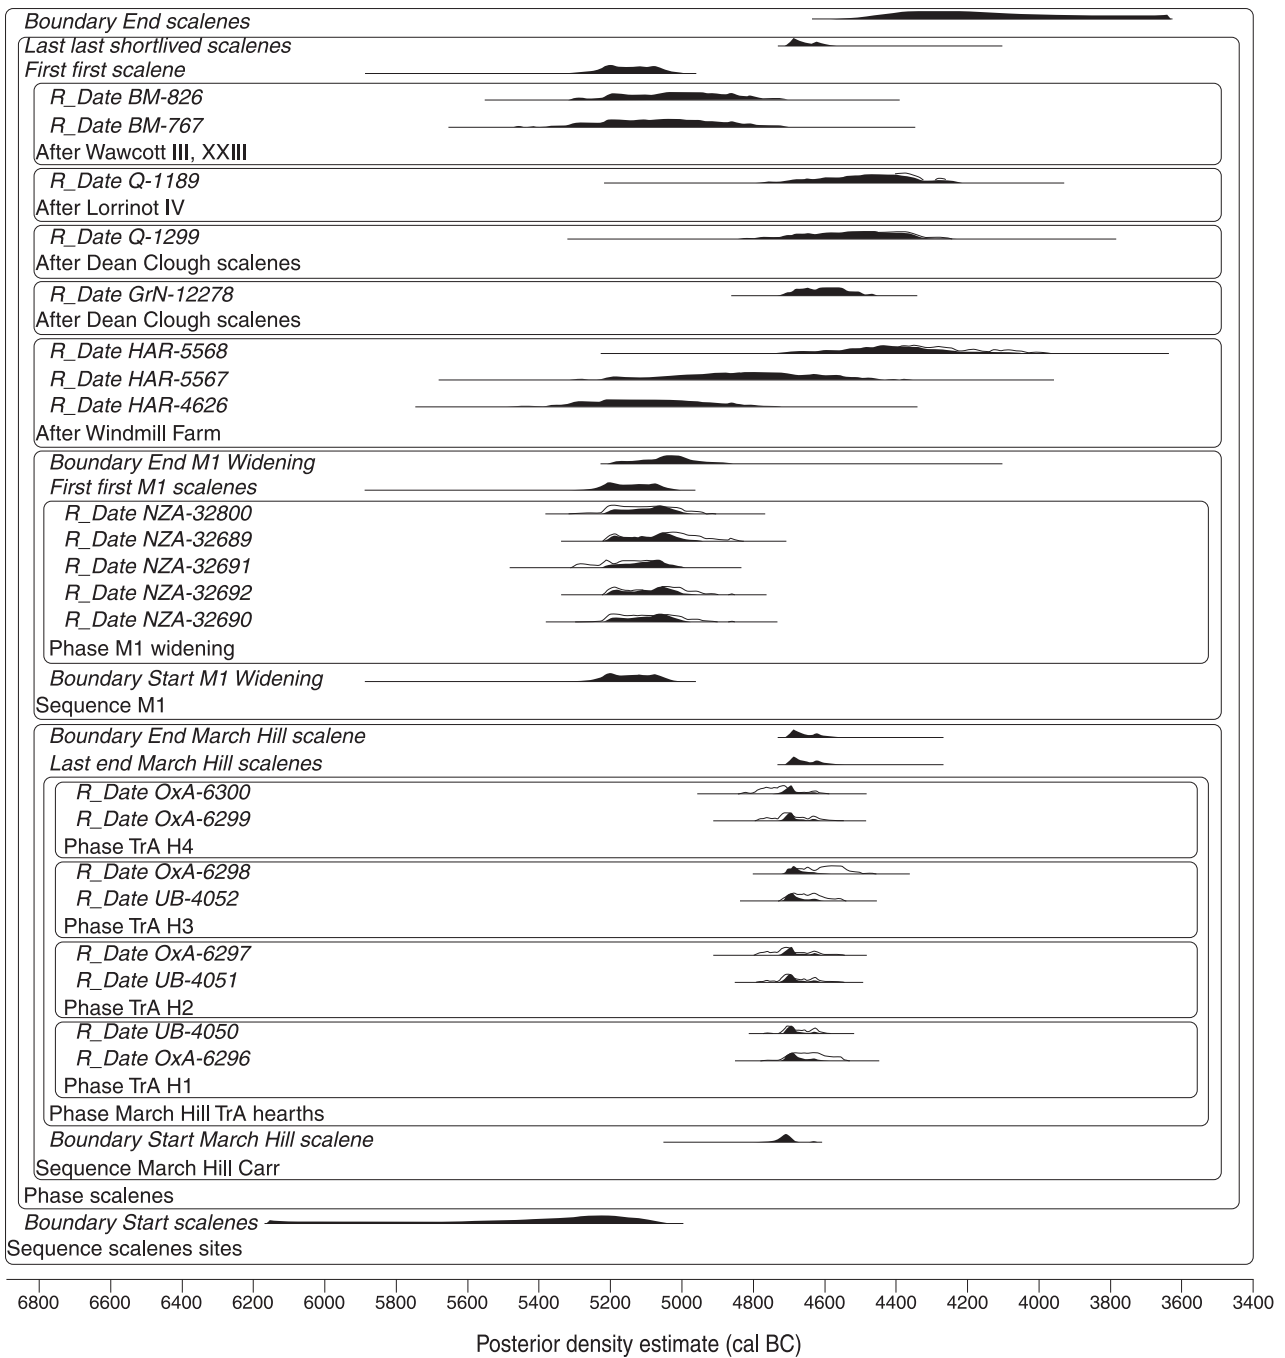 Boundary End scalenes
Last last shortlived scalenes
First first scalene
R_Date BM-826
R_Date BM-767
After Wawcott III, XXIII
R_Date Q-1189
After Lorrinot IV
R_Date Q-1299
After Dean Clough scalenes
R_Date GrN-12278
After Dean Clough scalenes
R_Date HAR-5568
R_Date HAR-5567
R_Date HAR-4626
After Windmill Farm
Boundary End M1 Widening
First first M1 scalenes
R_Date NZA-32800
R_Date NZA-32689
R_Date NZA-32691
R_Date NZA-32692
R_Date NZA-32690
Phase M1 widening
Boundary Start M1 Widening
Sequence M1
Boundary End March Hill scalene
Last end March Hill scalenes
R_Date OxA-6300
R_Date OxA-6299
Phase TrA H4
R_Date OxA-6298
R_Date UB-4052
Phase TrA H3
R_Date OxA-6297
R_Date UB-4051
Phase TrA H2
R_Date UB-4050
R_Date OxA-6296
Phase TrA H1
Phase March Hill TrA hearths
Boundary Start March Hill scalene
Sequence March Hill Carr
Phase scalenes
Boundary Start scalenes
Sequence scalenes sites
6800 6600 6400 6200 6000 5800 5600 5400 5200 5000 4800 4600 4400 4200 4000 3800 3600 3400
Posterior density estimate (cal BC)